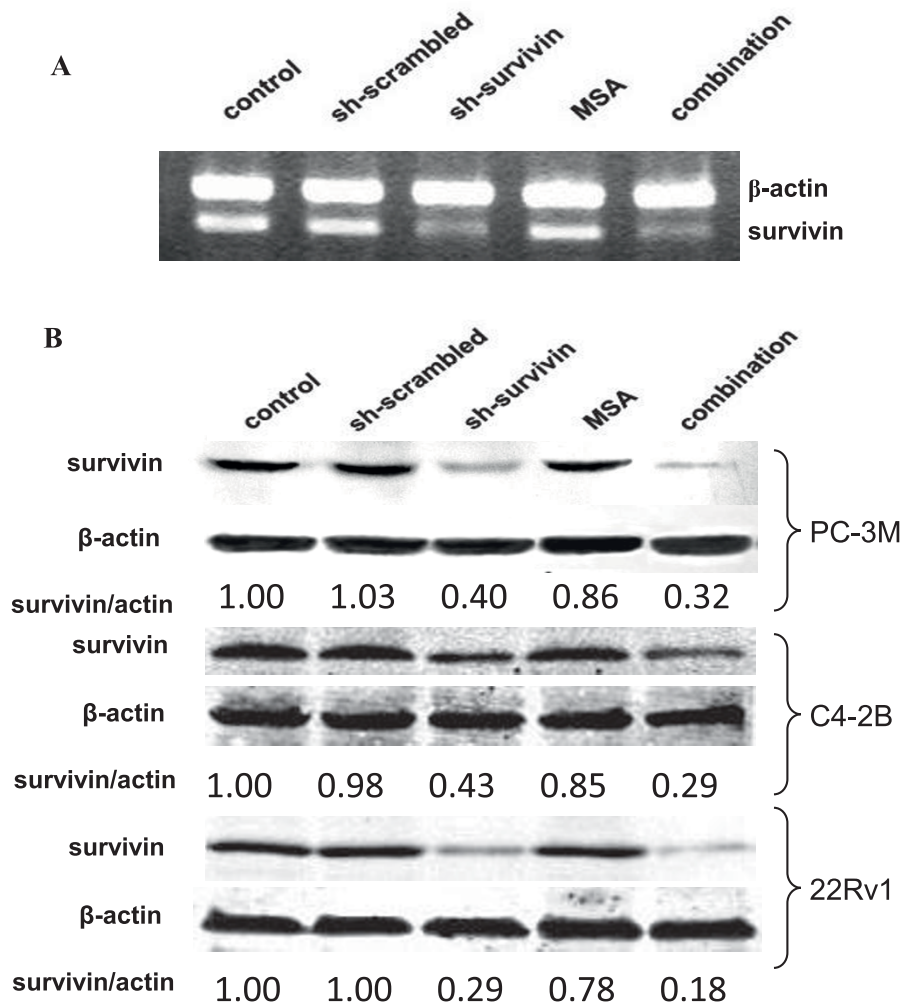 A
control sh-scrambled sh-survivin MSA combination
β-actin
survivin
B
control sh-scrambled sh-survivin MSA combination
survivin
β-actin
PC-3M
survivin/actin 1.00 1.03 0.40 0.86 0.32
survivin
β-actin
C4-2B
survivin/actin 1.00 0.98 0.43 0.85 0.29
survivin
22Rv1
β-actin
survivin/actin 1.00 1.00 0.29 0.78 0.18